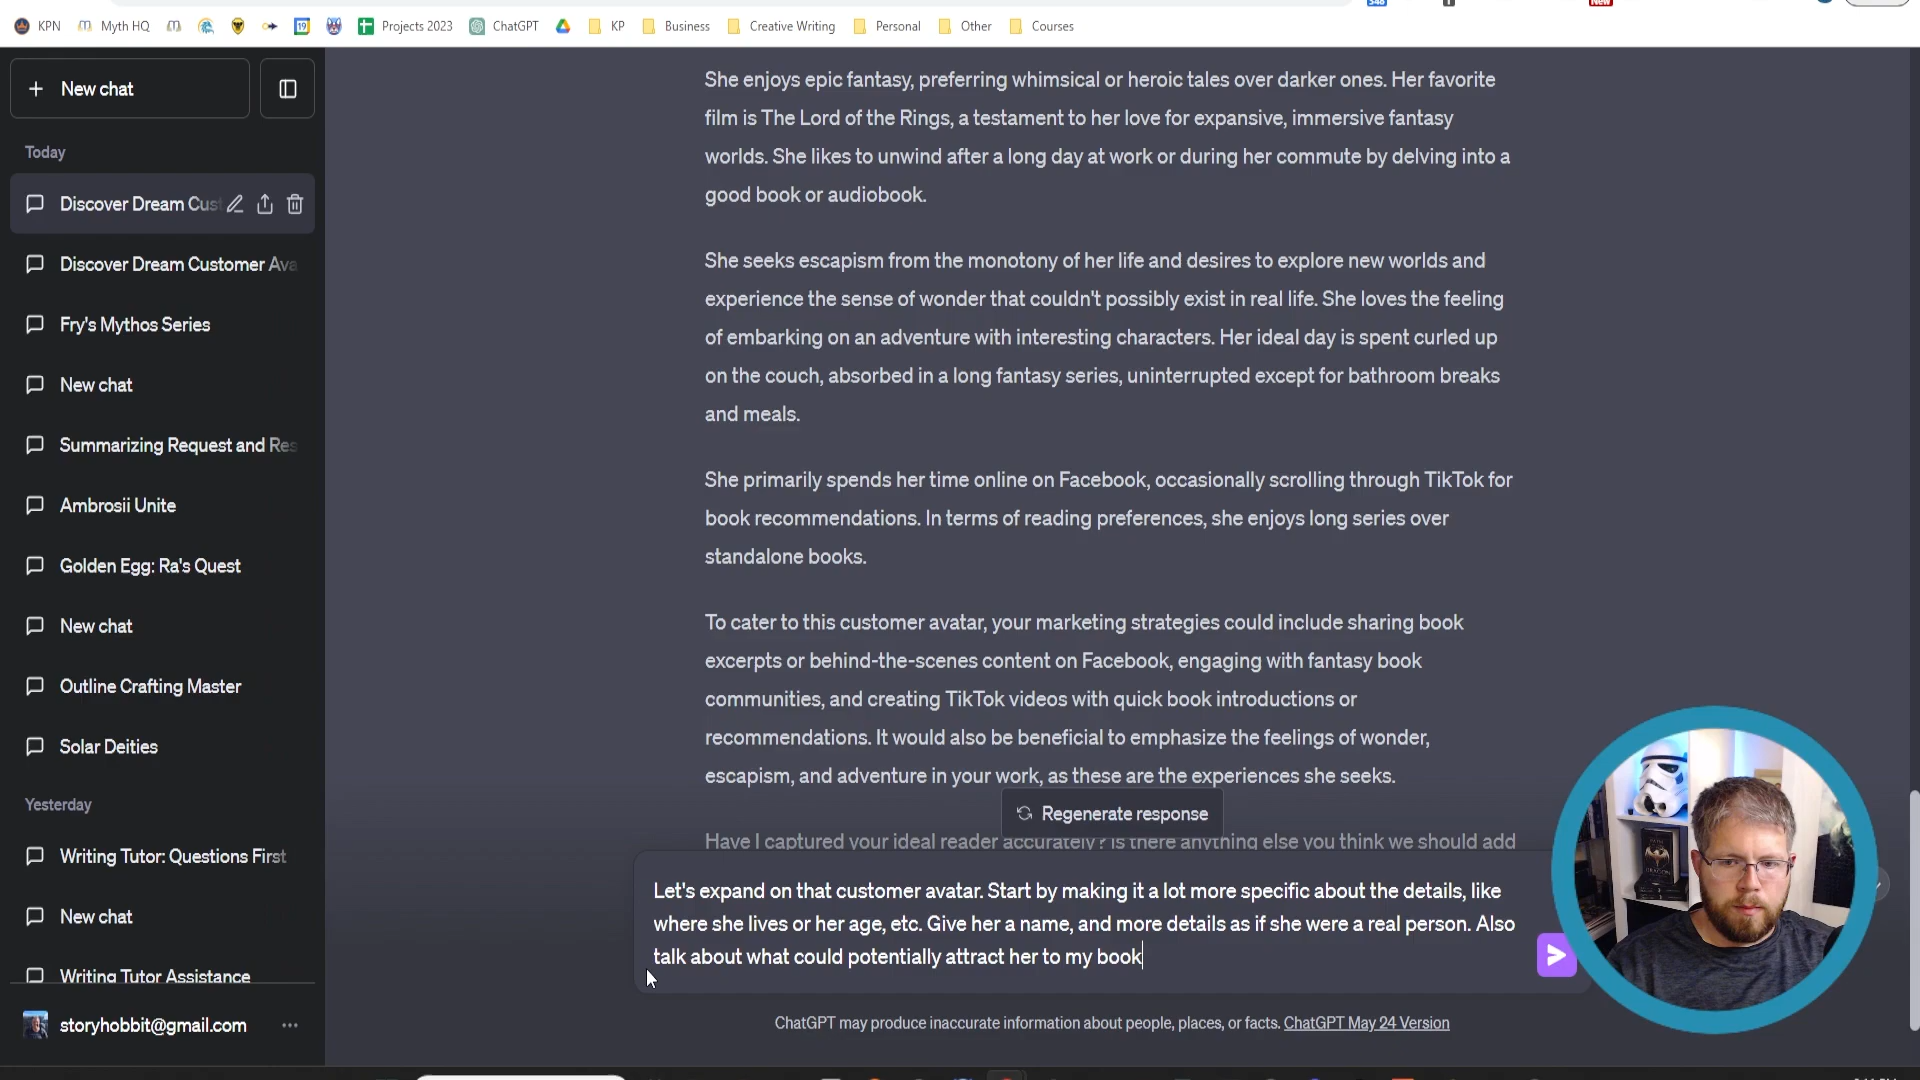 KPN
Myth HQ
19
Projects 2023
ChatGPT
KP
Business
Creative Writing
Personal
Other
Courses
New
New chat
Today
Discover Dream Cus
Discover Dream Customer Ava
Fry's Mythos Series
New chat
Summarizing Request and Res
Ambrosii Unite
Golden Egg: Ra's Quest
New chat
Outline Crafting Master
Solar Deities
Yesterday
Writing Tutor: Questions First
New chat
Writing Tutor Assistance
storyhobbit@gmail.com
She enjoys epic fantasy, preferring whimsical or heroic tales over darker ones. Her favorite
film is The Lord of the Rings, a testament to her love for expansive, immersive fantasy
worlds. She likes to unwind after a long day at work or during her commute by delving into a
good book or audiobook.
She seeks escapism from the monotony of her life and desires to explore new worlds and
experience the sense of wonder that couldn't possibly exist in real life. She loves the feeling
of embarking on an adventure with interesting characters. Her ideal day is spent curled up
on the couch, absorbed in a long fantasy series, uninterrupted except for bathroom breaks
and meals.
She primarily spends her time online on Facebook, occasionally scrolling through TikTok for
book recommendations. In terms of reading preferences, she enjoys long series over
standalone books.
To cater to this customer avatar, your marketing strategies could include sharing book
excerpts or behind-the-scenes content on Facebook, engaging with fantasy book
communities, and creating TikTok videos with quick book introductions or
recommendations. It would also be beneficial to emphasize the feelings of wonder,
escapism, and adventure in your work, as these are the experiences she seeks.
Regenerate response
Have I captured your ideal reader accurately? Is there anything else you think we should add
Let's expand on that customer avatar. Start by making it a lot more specific about the details, like
where she lives or her age, etc. Give her a name, and more details as if she were a real person. Also
talk about what could potentially attract her to my book
ChatGPT may produce inaccurate information about people, places, or facts. ChatGPT May 24 Version